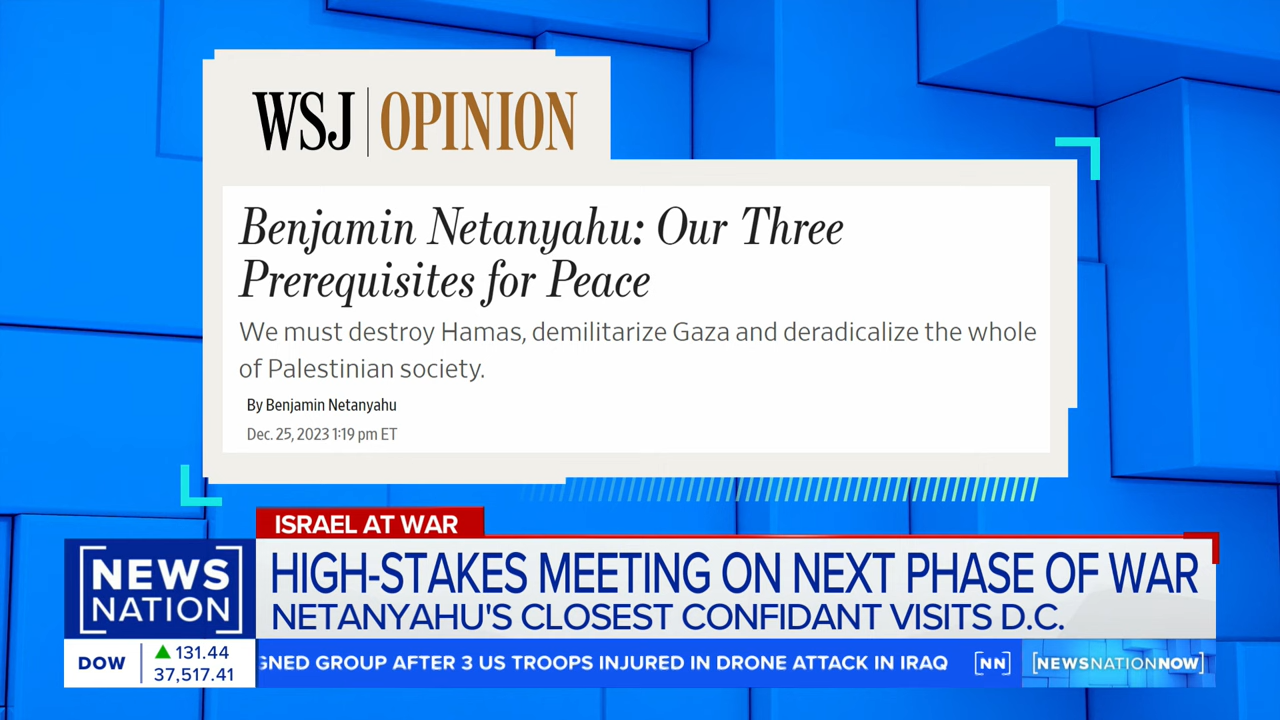 WSJ | OPINION
Benjamin Netanyahu: Our Three
Prerequisites for Peace
We must destroy Hamas, demilitarize Gaza and deradicalize the whole
of Palestinian society.
By Benjamin Netanyahu
Dec. 25, 2023 1:19 pm ET
ISRAEL AT WAR
HIGH-STAKES MEETING ON NEXT PHASE OF WAR
NETANYAHU'S CLOSEST CONFIDANT VISITS D.C.
NEWS
NATION
DOW
131.44
37,517.41
GNED GROUP AFTER 3 US TROOPS INJURED IN DRONE ATTACK IN IRAQ
[NN]
[NEWSNATIONNOW]